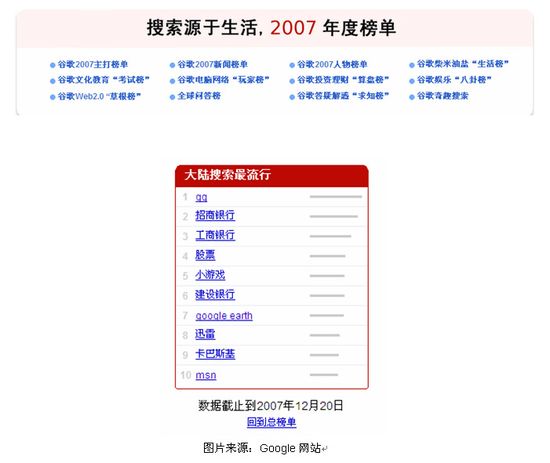 搜索源于生活, 2007 年度榜单
谷歌2007主打榜单 谷歌2007新闻榜单 谷歌2007人物榜单 谷歌柴米油盐“生活榜”
谷歌文化教育“考试榜” 谷歌电脑网络“玩家榜” 谷歌投资理财“算盘榜” 谷歌娱乐“八卦榜”
谷歌Web2.0“草根榜” 全球问答榜 谷歌答疑解惑“求知榜” 谷歌奇趣搜索
大陆搜索最流行
1 qq
2 招商银行
3 工商银行
4 股票
5 小游戏
6 建设银行
7 google earth
8 迅雷
9 卡巴斯基
10 msn
数据截止到2007年12月20日
回到总榜单
图片来源：Google 网站